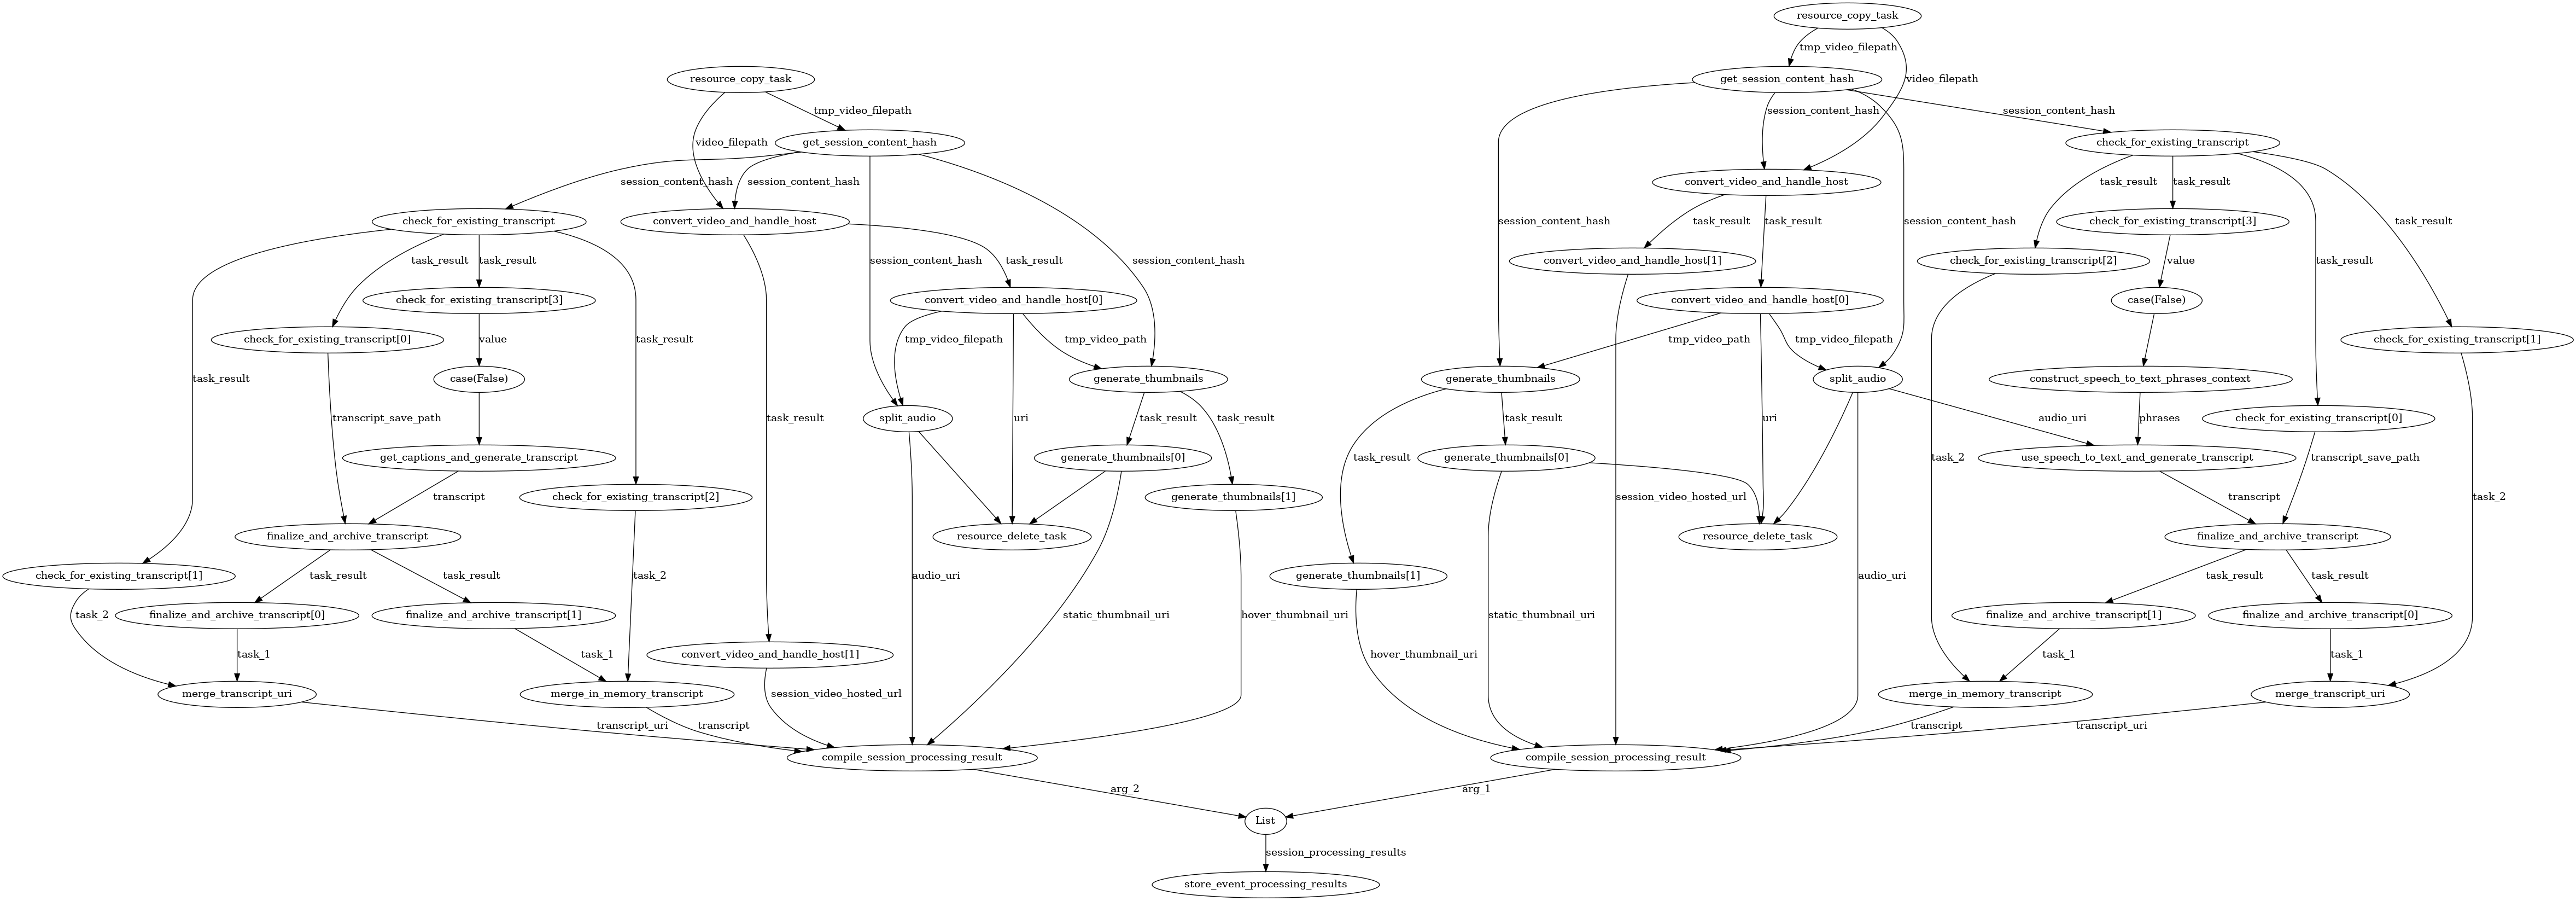 resource_copy_task
tmp_video_filepath
resource_copy_task
get_session_content_hash
video_filepath
tmp_video_filepath
session_content_hash
session_content_hash
video_filepath
get_session_content_hash
check_for_existing_transcript
session_content_hash
session_content_hash
convert_video_and_handle_host
task_result
task_result
check_for_existing_transcript
convert_video_and_handle_host
session_content_hash
task_result
task_result
session_content_hash
check_for_existing_transcript[3]
task_result
task_result
task_result
session_content_hash
task_result
session_content_hash
convert_video_and_handle_host[1]
check_for_existing_transcript[2]
value
task_result
check_for_existing_transcript[3]
convert_video_and_handle_host[0]
convert_video_and_handle_host[0]
case(False)
check_for_existing_transcript[0]
value
task_result
tmp_video_filepath
tmp_video_path
tmp_video_path
tmp_video_filepath
check_for_existing_transcript[1]
task_result
case(False)
generate_thumbnails
generate_thumbnails
split_audio
construct_speech_to_text_phrases_context
transcript_save_path
task_result
split_audio
uri
task_result
task_result
task_result
uri
audio_uri
phrases
check_for_existing_transcript[0]
get_captions_and_generate_transcript
generate_thumbnails[0]
task_result
generate_thumbnails[0]
task_2
use_speech_to_text_and_generate_transcript
transcript_save_path
transcript
check_for_existing_transcript[2]
generate_thumbnails[1]
session_video_hosted_url
transcript
task_2
finalize_and_archive_transcript
resource_delete_task
resource_delete_task
finalize_and_archive_transcript
check_for_existing_transcript[1]
task_result
task_result
task_2
audio_uri
generate_thumbnails[1]
audio_uri
task_result
task_result
task_2
finalize_and_archive_transcript[0]
finalize_and_archive_transcript[1]
static_thumbnail_uri
hover_thumbnail_uri
static_thumbnail_uri
finalize_and_archive_transcript[1]
finalize_and_archive_transcript[0]
task_1
task_1
convert_video_and_handle_host[1]
hover_thumbnail_uri
task_1
task_1
merge_transcript_uri
merge_in_memory_transcript
session_video_hosted_url
merge_in_memory_transcript
merge_transcript_uri
transcript_uri
transcript
transcript
transcript_uri
compile_session_processing_result
compile_session_processing_result
arg_2
arg_1
List
session_processing_results
store_event_processing_results